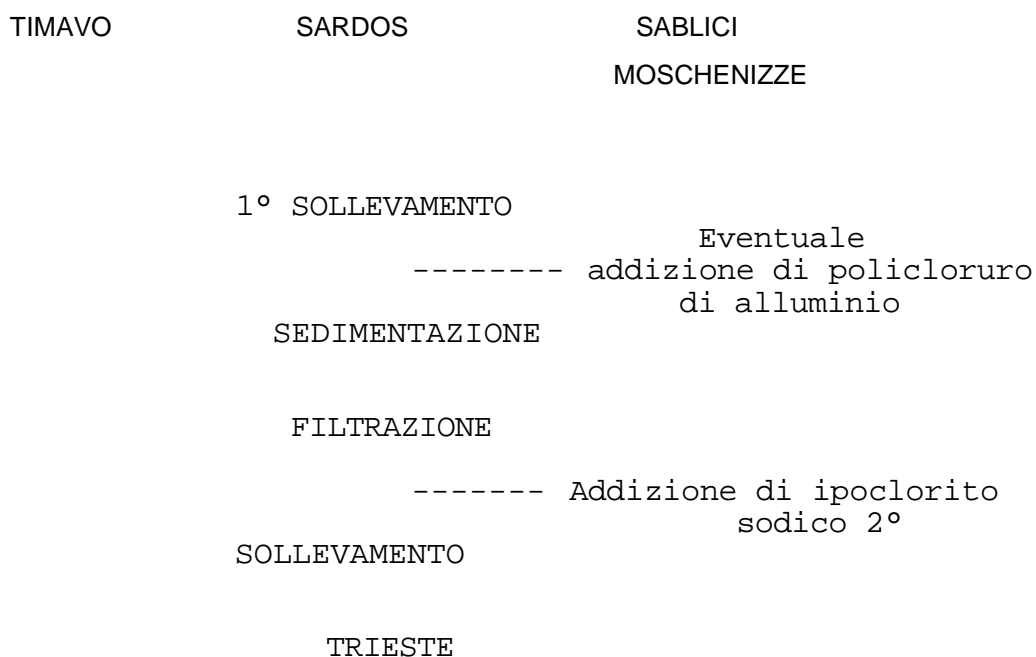 TIMAVO SARDOS SABLICI
MOSCHENIZZE
1º SOLLEVAMENTO
Eventuale
-------- addizione di policloruro
di alluminio
SEDIMENTAZIONE
FILTRAZIONE
------- Addizione di ipoclorito
sodico 2º
SOLLEVAMENTO
TRIESTE